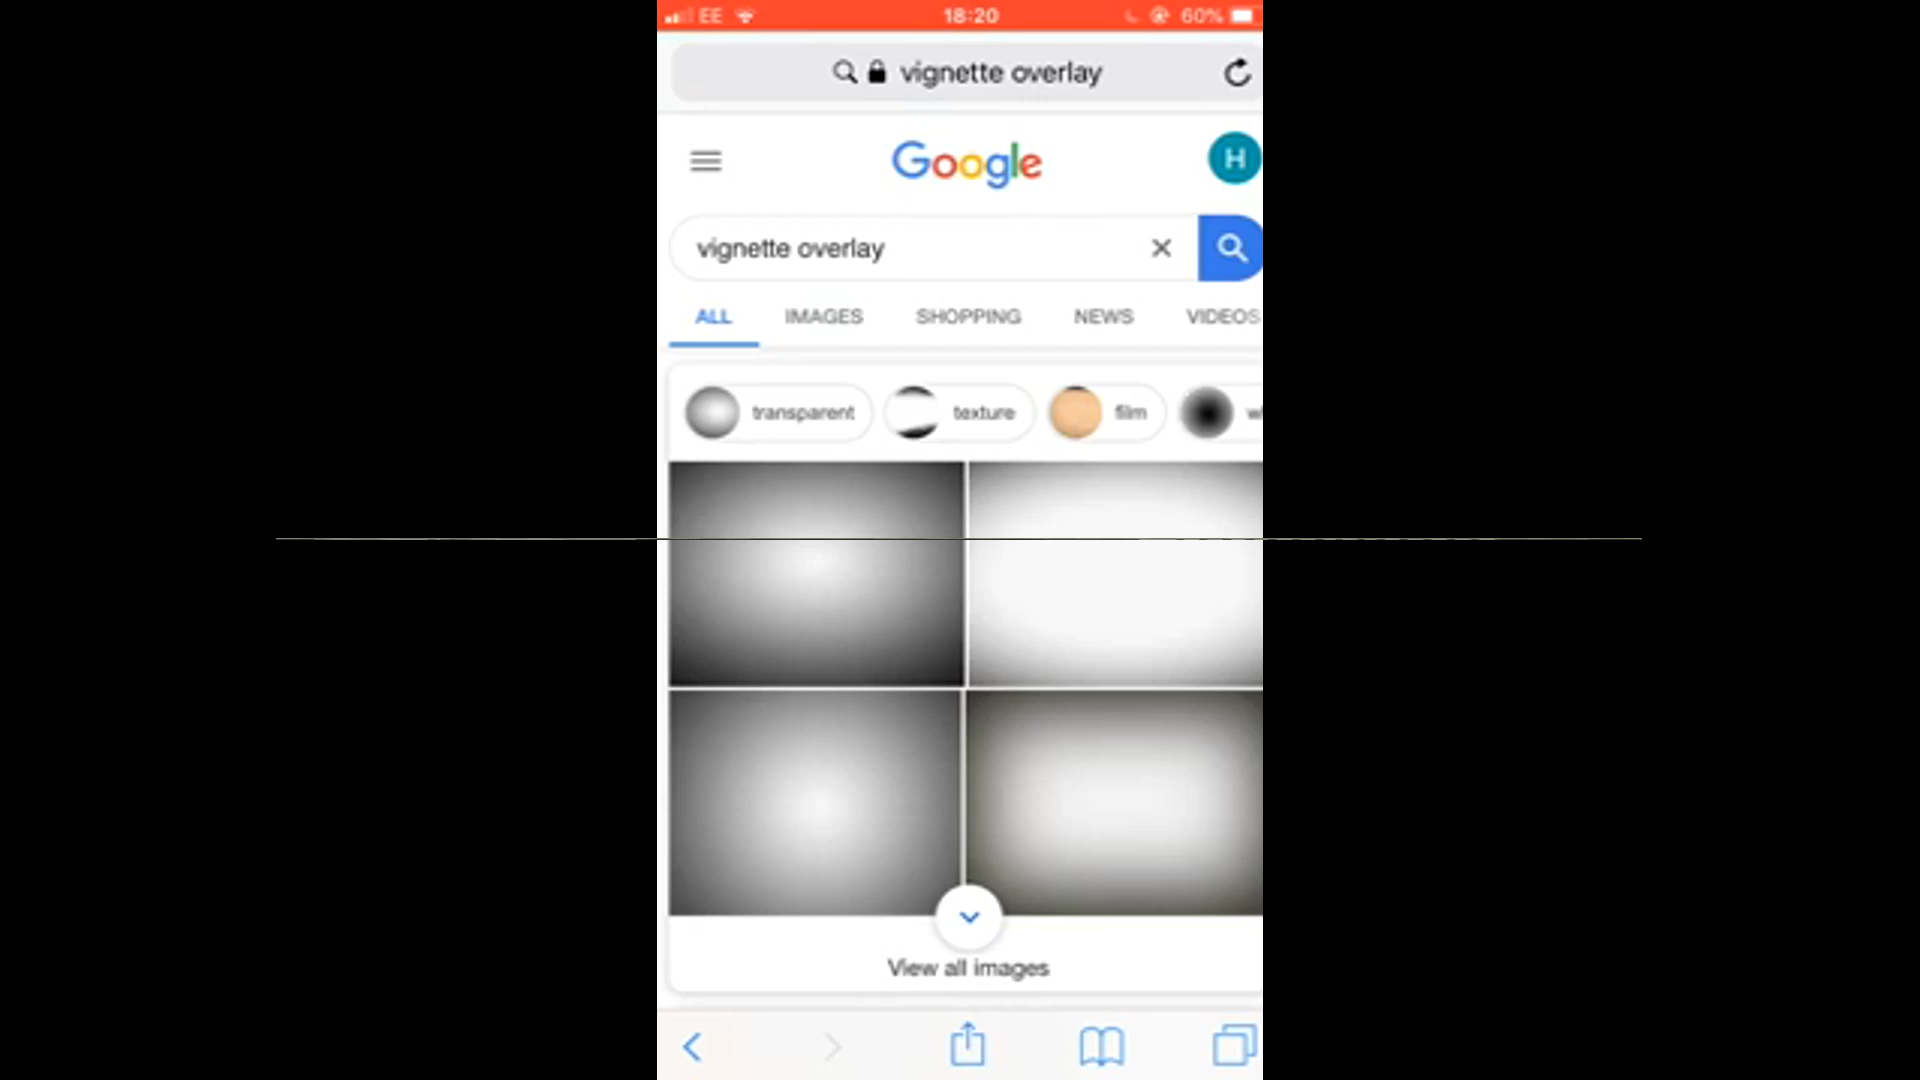 EE 18:20 60%
vignette overlay
Google H
vignette overlay
ALL IMAGES SHOPPING NEWS VIDEOS
transparent texture film
View all images